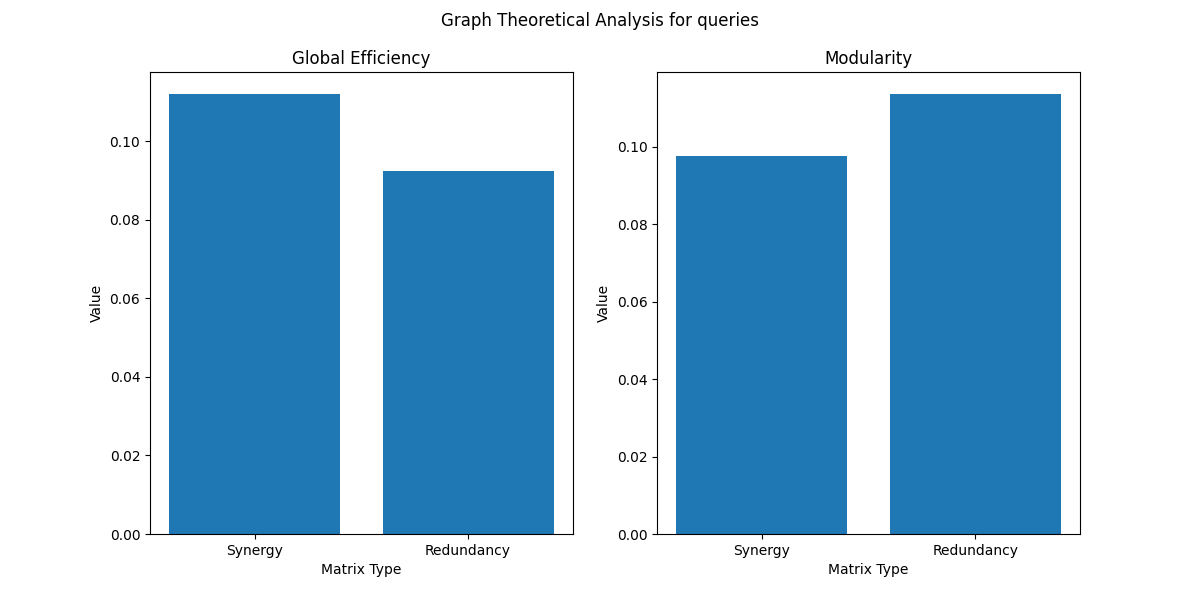 Graph Theoretical Analysis for queries
Global Efficiency
Value
0.10
0.08
0.06
0.04
0.02
0.00
Synergy Redundancy
Matrix Type
Modularity
Value
0.10
0.08
0.06
0.04
0.02
0.00
Synergy Redundancy
Matrix Type